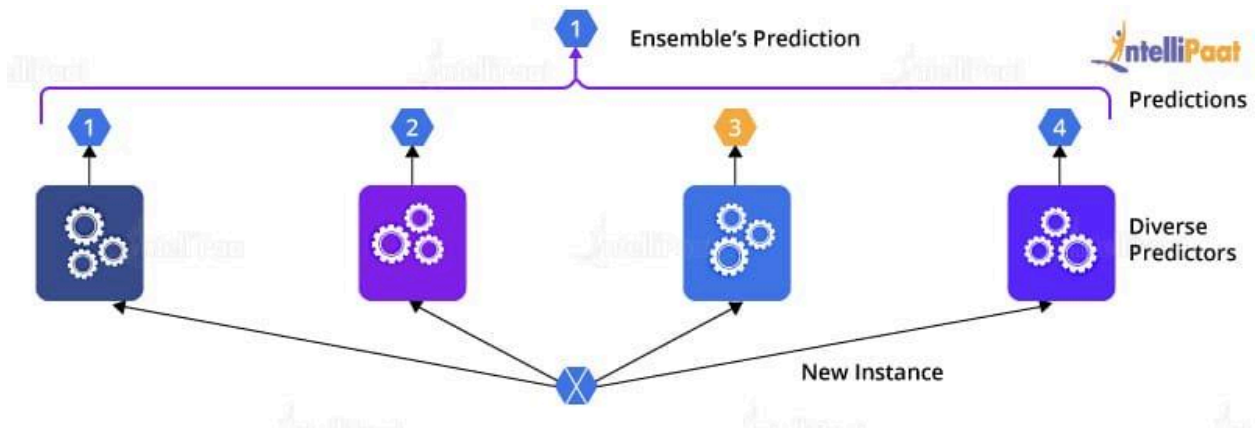 1
Ensemble's Prediction
IntelliPaat
Predictions
1
2
3
4
Diverse
Predictors
X
New Instance